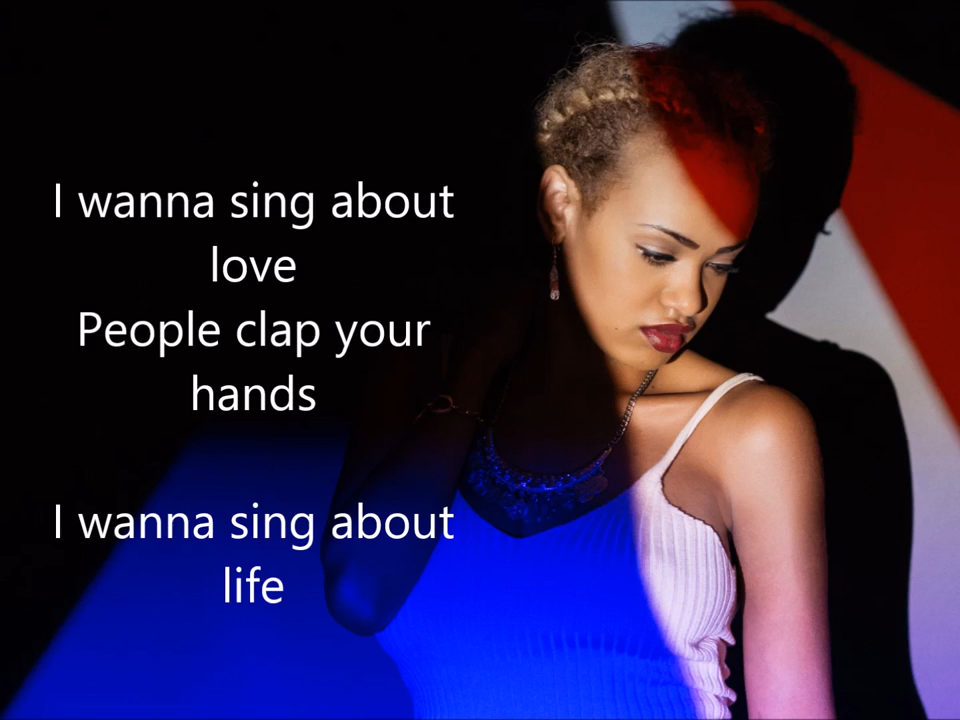 I wanna sing about
love
People clap your
hands
I wanna sing about
life